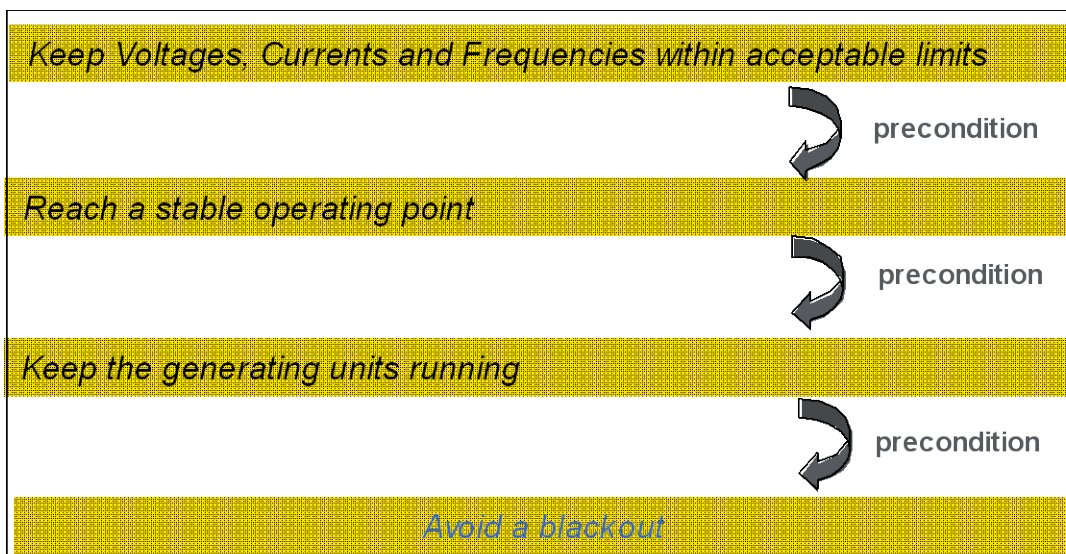 Keep Voltages, Currents and Frequencies within acceptable limits
precondition
Reach a stable operating point
precondition
Keep the generating units running
precondition
Avoid a blackout